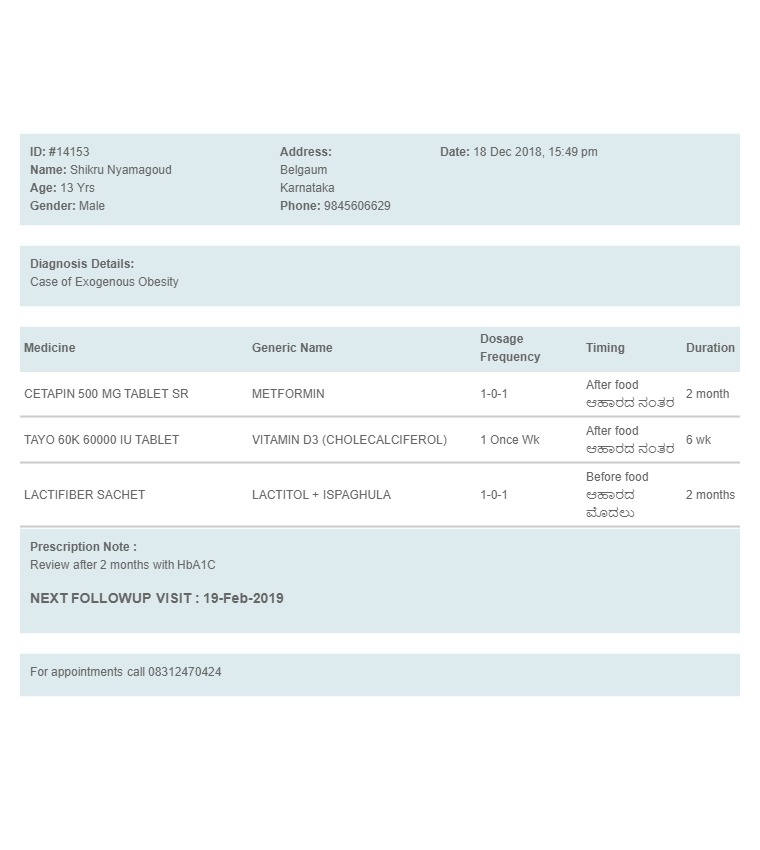 ID: #14153
Name: Shikru Nyamagoud
Age: 13 Yrs
Gender: Male
Address:
Belgaum
Karnataka
Phone: 9845606629
Date: 18 Dec 2018, 15:49 pm
Diagnosis Details:
Case of Exogenous Obesity
Medicine Generic Name Dosage Frequency Timing Duration
CETAPIN 500 MG TABLET SR METFORMIN 1-0-1 After food ಆಹಾರದ ನಂತರ 2 month
TAYO 60K 60000 IU TABLET VITAMIN D3 (CHOLECALCIFEROL) 1 Once Wk After food ಆಹಾರದ ನಂತರ 6 wk
LACTIFIBER SACHET LACTITOL + ISPAGHULA 1-0-1 Before food ಆಹಾರದ ಮೊದಲು 2 months
Prescription Note :
Review after 2 months with HbA1C
NEXT FOLLOWUP VISIT : 19-Feb-2019
For appointments call 08312470424